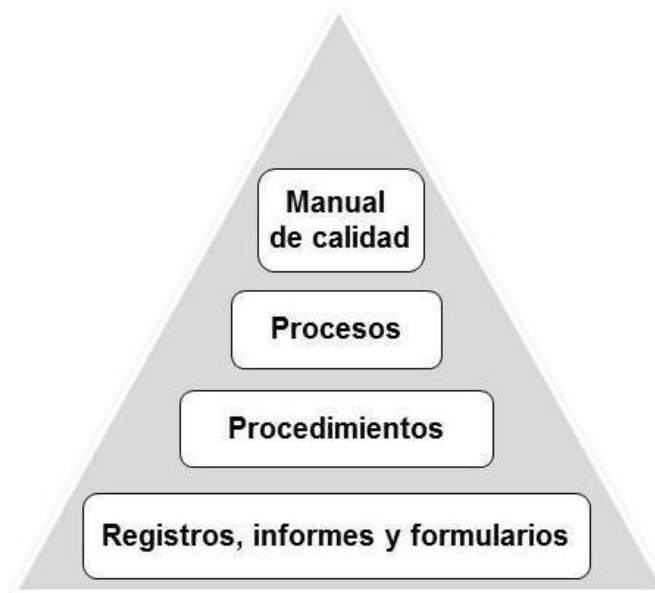 Manual
de calidad
Procesos
Procedimientos
Registros, informes y formularios